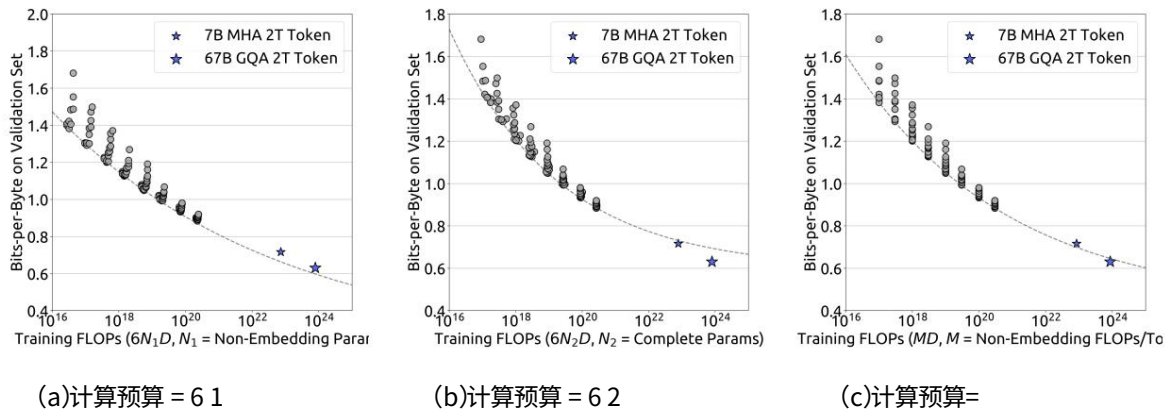 2.0
1.8
1.6
1.4
1.2
1.0
0.8
0.6
0.4
Bits-per-Byte on Validation Set
7B MHA 2T Token
67B GQA 2T Token
10^16 10^18 10^20 10^22 10^24
Training FLOPs (6N₁D, N₁ = Non-Embedding Parar
(a)计算预算 = 6 1
1.8
1.6
1.4
1.2
1.0
0.8
0.6
0.4
Bits-per-Byte on Validation Set
7B MHA 2T Token
67B GQA 2T Token
10^16 10^18 10^20 10^22 10^24
Training FLOPs (6N₂D, N₂ = Complete Params)
(b)计算预算 = 6 2
1.8
1.6
1.4
1.2
1.0
0.8
0.6
0.4
Bits-per-Byte on Validation Set
7B MHA 2T Token
67B GQA 2T Token
10^16 10^18 10^20 10^22 10^24
Training FLOPs (MD, M = Non-Embedding FLOPs/To
(c)计算预算=